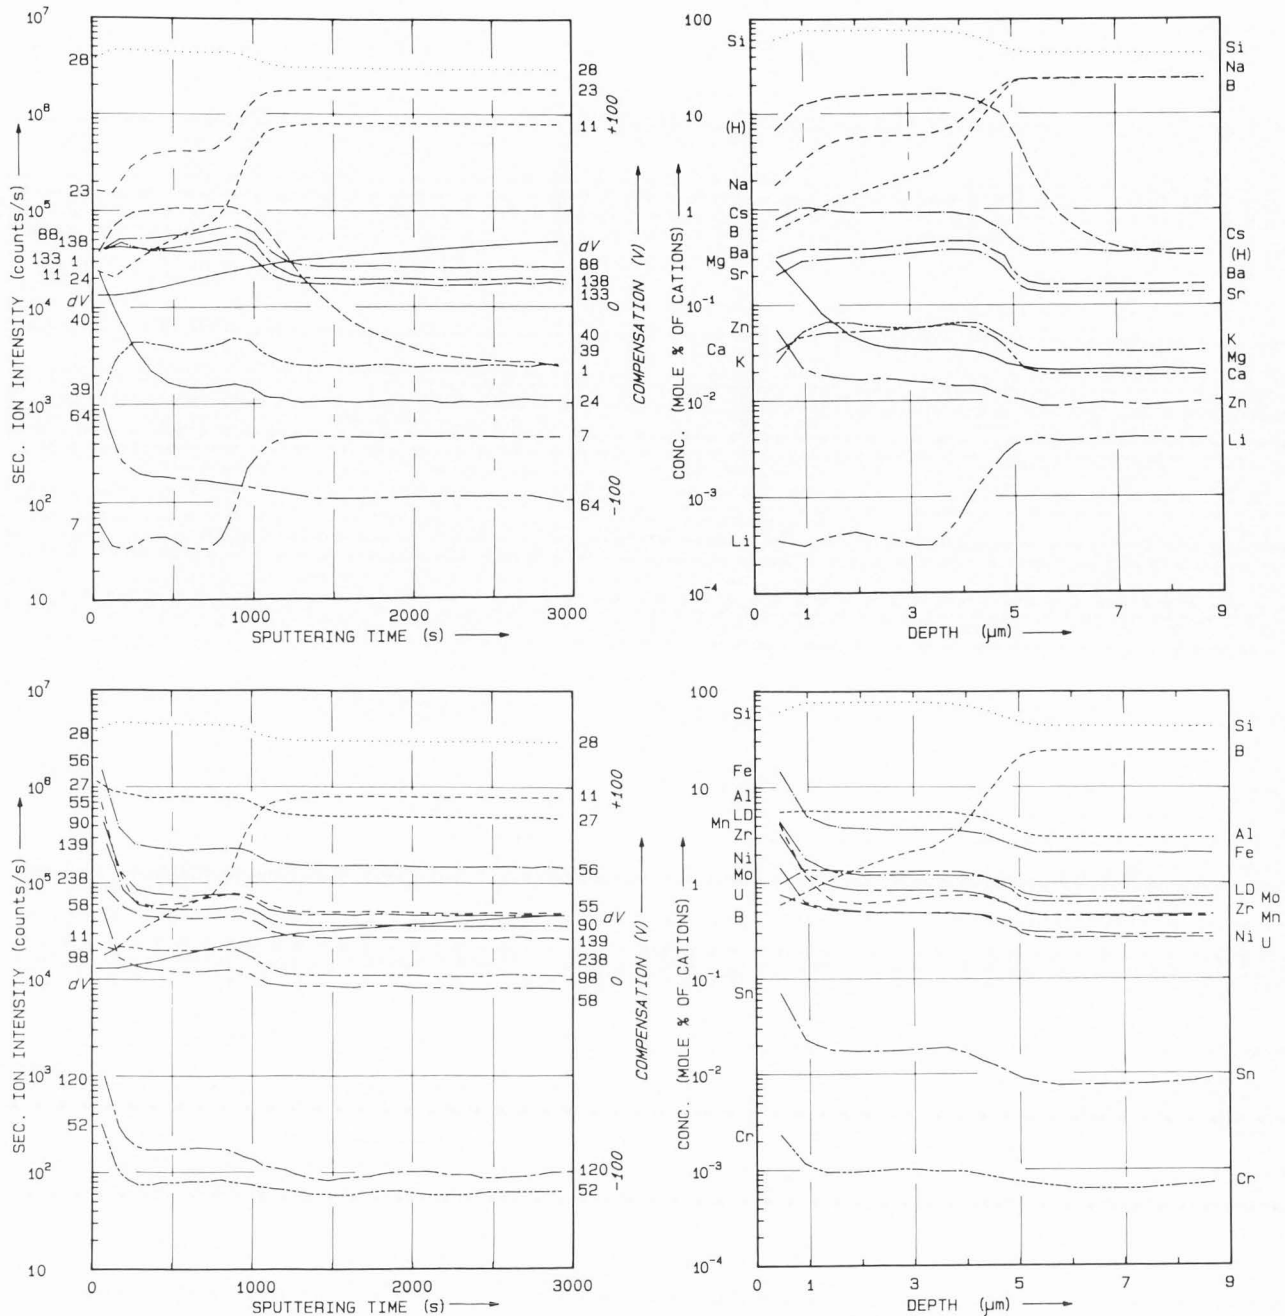 10⁷
28
10⁶
23
10⁵
88 138
133 1
11 24
dV 10⁴
40
39
10³
64
10²
7
10
SEC. ION INTENSITY (counts/s)
28
23
11
dV
88
138
133
40
39
1
24
7
64
+100
0
-100
COMPENSATION (V)
0 1000 2000 3000
SPUTTERING TIME (s)
100
Si
10
(H)
Na
1
Cs
B
Ba
Mg
Sr
10⁻¹
Zn
Ca
K
10⁻²
10⁻³
Li
10⁻⁴
CONC. (MOLE % OF CATIONS)
Si
Na
B
Cs
(H)
Ba
Sr
K
Mg
Ca
Zn
Li
1 3 5 7 9
DEPTH (µm)
10⁷
28
56
10⁶
27
55
90
139
10⁵
238
58
11
98
10⁴
dV
10³
120
52
10²
10
SEC. ION INTENSITY (counts/s)
28
11
27
56
55
dV
90
139
238
98
58
120
52
+100
0
-100
COMPENSATION (V)
0 1000 2000 3000
SPUTTERING TIME (s)
100
Si
Fe
10
Al
LD
Mn
Zr
Ni
Mo
1
U
B
10⁻¹
Sn
10⁻²
Cr
10⁻³
10⁻⁴
CONC. (MOLE % OF CATIONS)
Si
B
Al
Fe
LD Mo
Zr Mn
Ni U
Sn
Cr
0 1 3 5 7 9
DEPTH (µm)